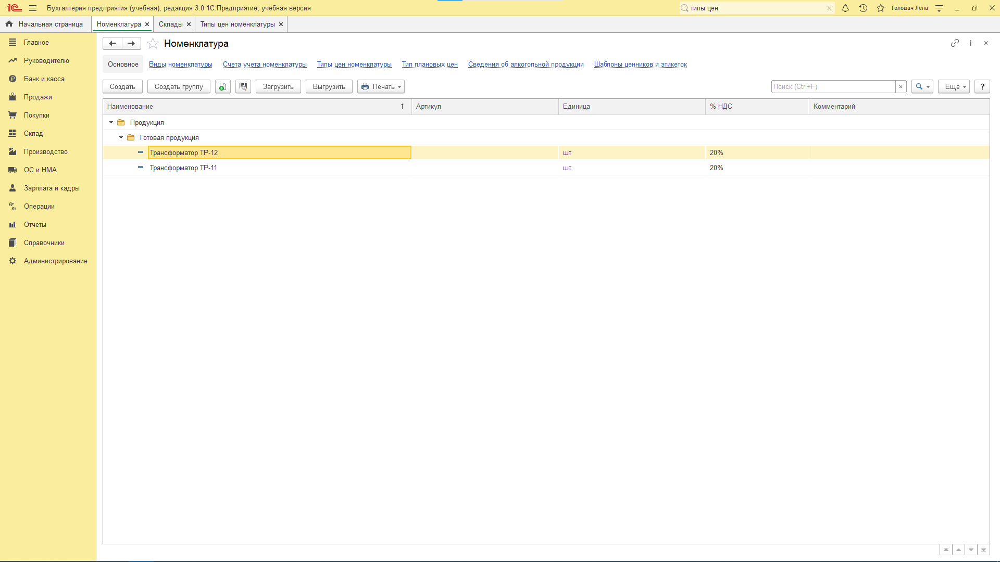 Бухгалтерия предприятия (учебная), редакция 3.0 1С:Предприятие, учебная версия
типы цен
Головач Лена
Начальная страница
Номенклатура
Склады
Типы цен номенклатуры
Главное
Руководителю
Банк и касса
Продажи
Покупки
Склад
Производство
ОС и НМА
Зарплата и кадры
Операции
Отчеты
Справочники
Администрирование
Номенклатура
Основное Виды номенклатуры Счета учета номенклатуры Типы цен номенклатуры Тип плановых цен Сведения об алкогольной продукции Шаблоны ценников и этикеток
Создать Создать группу Загрузить Выгрузить Печать Поиск (Ctrl+F) × Еще ?
Наименование ↑ Артикул Единица % НДС Комментарий
Продукция
Готовая продукция
Трансформатор ТР-12 шт 20%
Трансформатор ТР-11 шт 20%